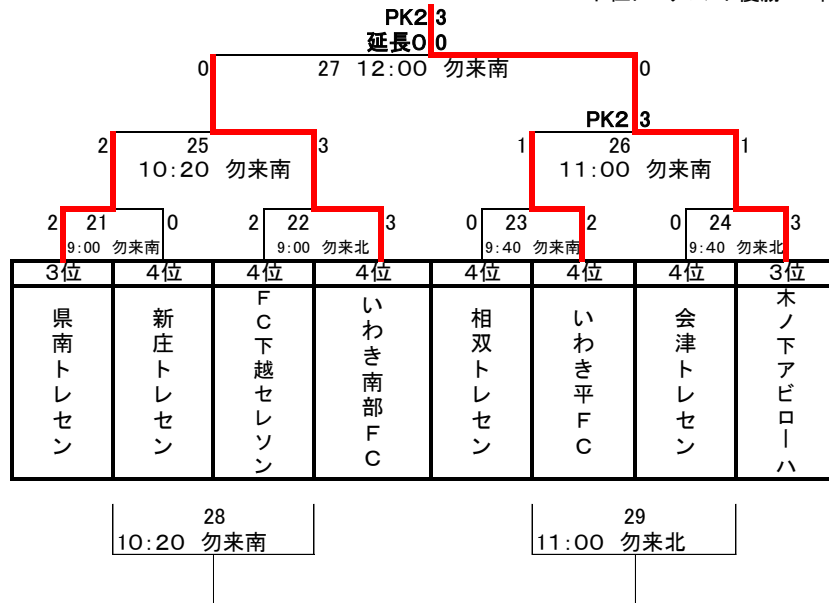 PK2 3
延長0 0
0 27 12:00 勿来南 0
PK2 3
2 25 3 1 26 1
10:20 勿来南 11:00 勿来南
2 21 0 2 22 3 0 23 2 0 24 3
9:00 勿来南 9:00 勿来北 9:40 勿来南 9:40 勿来北
3位 4位 4位 4位 4位 4位 4位 3位
県南トレセン
新庄トレセン
FC下越セレソン
いわき南部FC
相双トレセン
いわき平FC
会津トレセン
木ノ下アビローハ
28 29
10:20 勿来南 11:00 勿来北